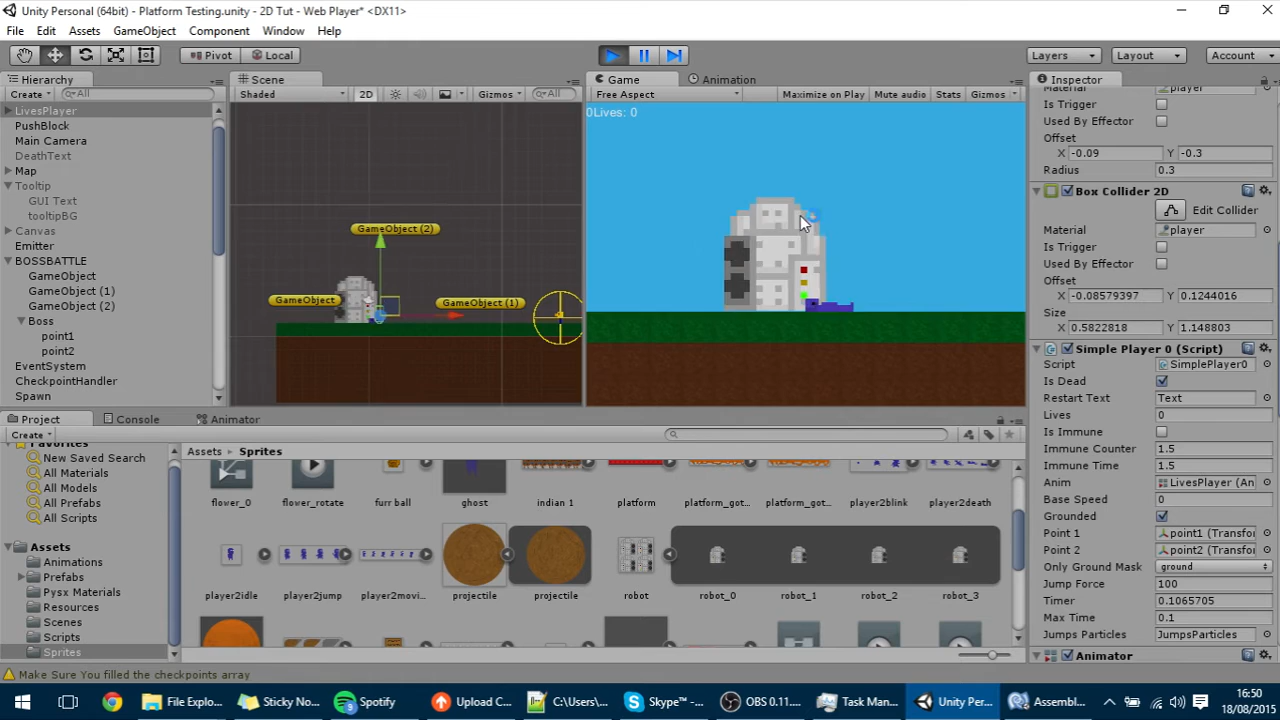 Unity Personal (64bit) - Platform Testing.unity - 2D Tut - Web Player* <DX11>
File Edit Assets GameObject Component Window Help
Pivot Local Layers Layout Account
Hierarchy
Create All
LivesPlayer
PushBlock
Main Camera
DeathText
Map
Tooltip
GUI Text
tooltipBG
Canvas
Emitter
BOSSBATTLE
GameObject
GameObject (1)
GameObject (2)
Boss
point1
point2
EventSystem
CheckpointHandler
Spawn
Scene
Shaded 2D Gizmos All
GameObject (2)
GameObject
GameObject (1)
Game Animation
Free Aspect Maximize on Play Mute audio Stats Gizmos
0Lives: 0
Inspector
Material player
Is Trigger
Used By Effector
Offset
X -0.09 Y -0.3
Radius 0.3
Box Collider 2D
Edit Collider
Material player
Is Trigger
Used By Effector
Offset
X -0.08579397 Y 0.1244016
Size
X 0.5822818 Y 1.148803
Simple Player 0 (Script)
Script SimplePlayer0
Is Dead
Restart Text Text
Lives 0
Is Immune
Immune Counter 1.5
Immune Time 1.5
Anim LivesPlayer (An
Base Speed 0
Grounded
Point 1 point1 (Transfor
Point 2 point2 (Transfo
Only Ground Mask ground
Jump Force 100
Timer 0.1065705
Max Time 0.1
Jumps Particles JumpsParticles
Animator
Project Console Animator
Create
Favorites
New Saved Search
All Materials
All Models
All Prefabs
All Scripts
Assets
Animations
Prefabs
Pysx Materials
Resources
Scenes
Scripts
Sprites
Assets Sprites
flower_0 flower_rotate furr ball ghost indian 1 platform platform_got... platform_got... player2blink player2death
player2idle player2jump player2movi... projectile projectile robot robot_0 robot_1 robot_2 robot_3
Make Sure You filled the checkpoints array
File Explo... Sticky No... Spotify Upload C... C:\Users\... Skype™ -... OBS 0.11.... Task Man... Unity Per... Assembl...
16:50
18/08/2015